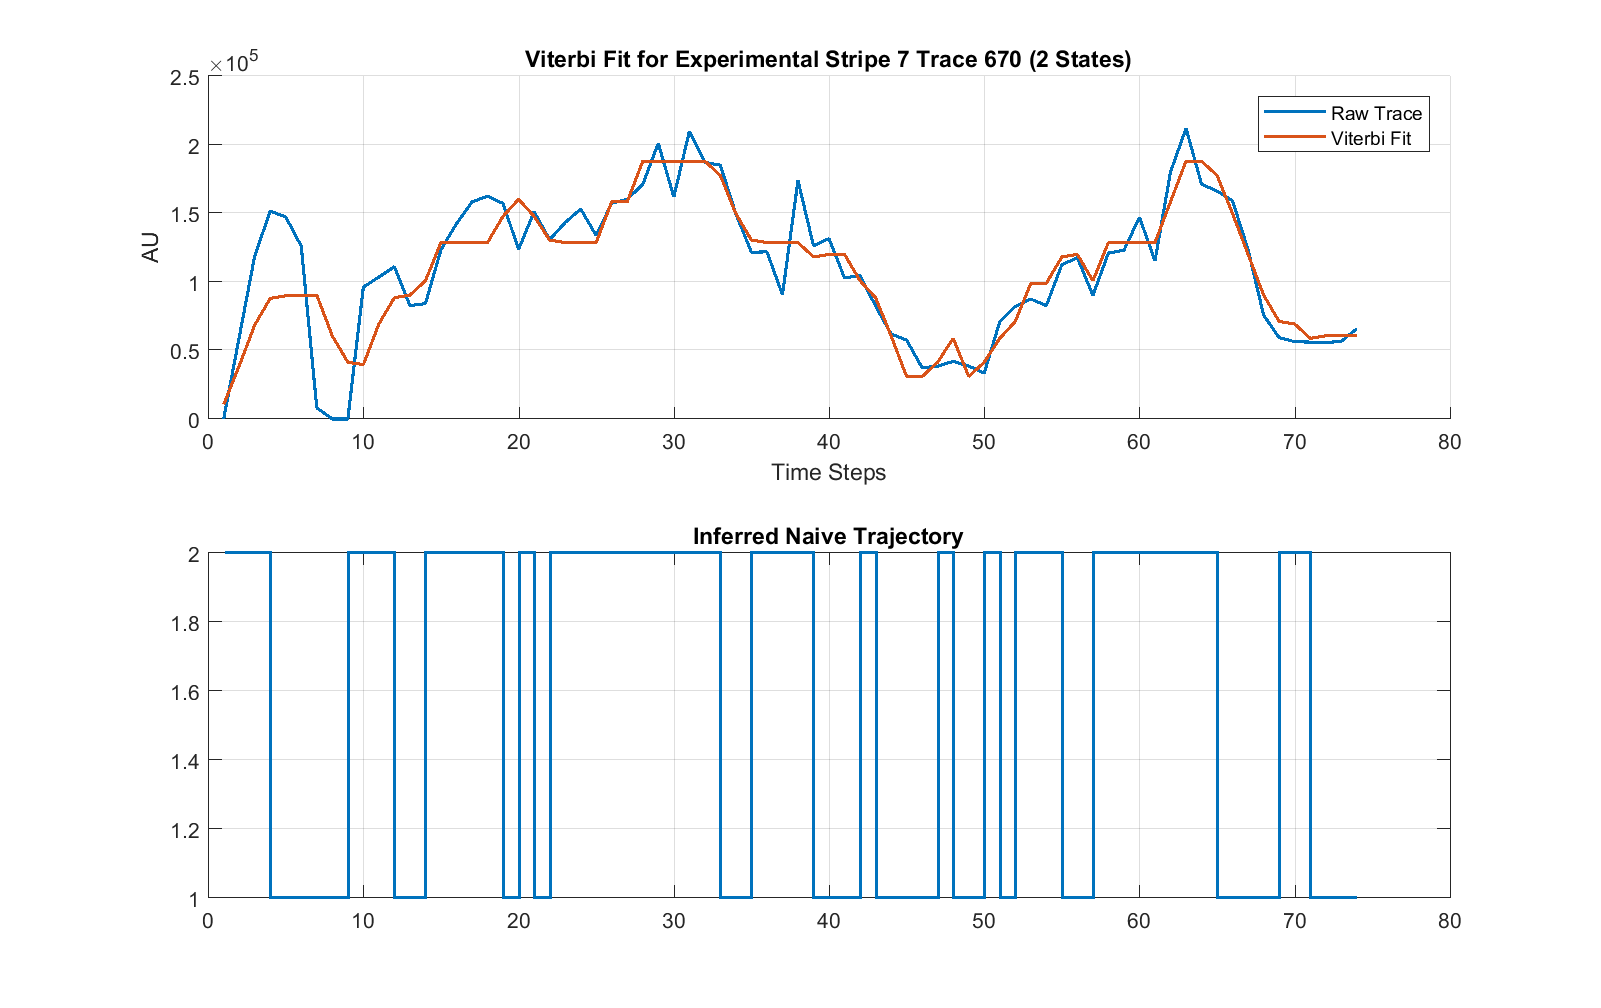 Viterbi Fit for Experimental Stripe 7 Trace 670 (2 States)
×10^5
2.5
2
1.5
1
0.5
0
AU
Raw Trace
Viterbi Fit
0 10 20 30 40 50 60 70 80
Time Steps
Inferred Naive Trajectory
2
1.8
1.6
1.4
1.2
1
0 10 20 30 40 50 60 70 80